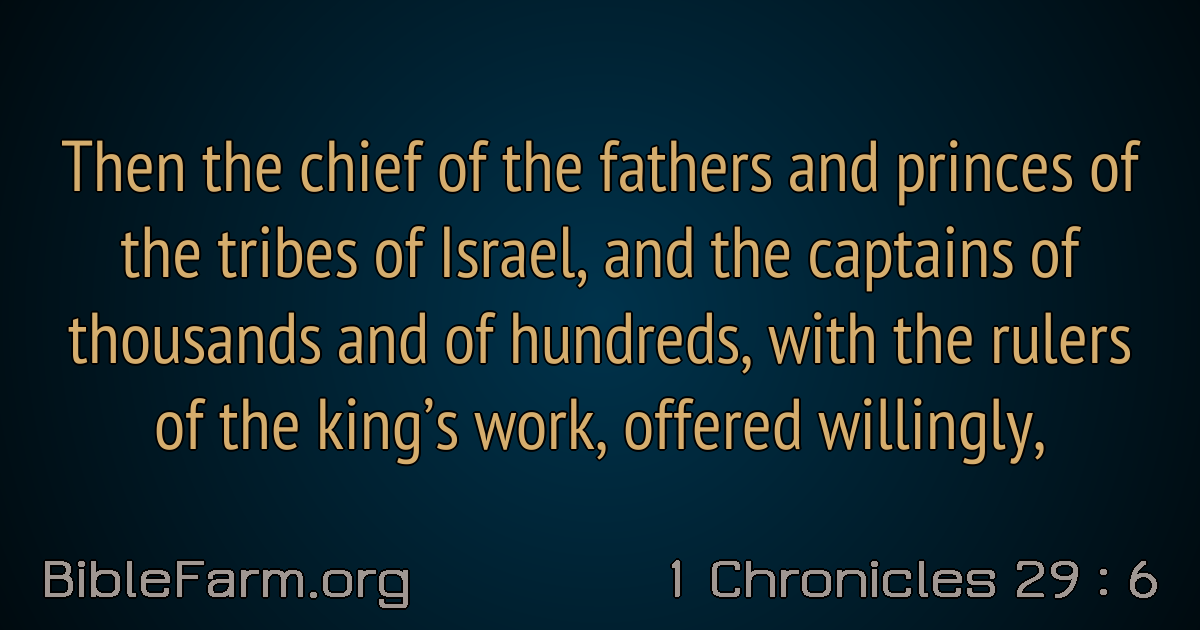 Then the chief of the fathers and princes of
the tribes of Israel, and the captains of
thousands and of hundreds, with the rulers
of the king’s work, offered willingly,
BibleFarm.org 1 Chronicles 29 : 6